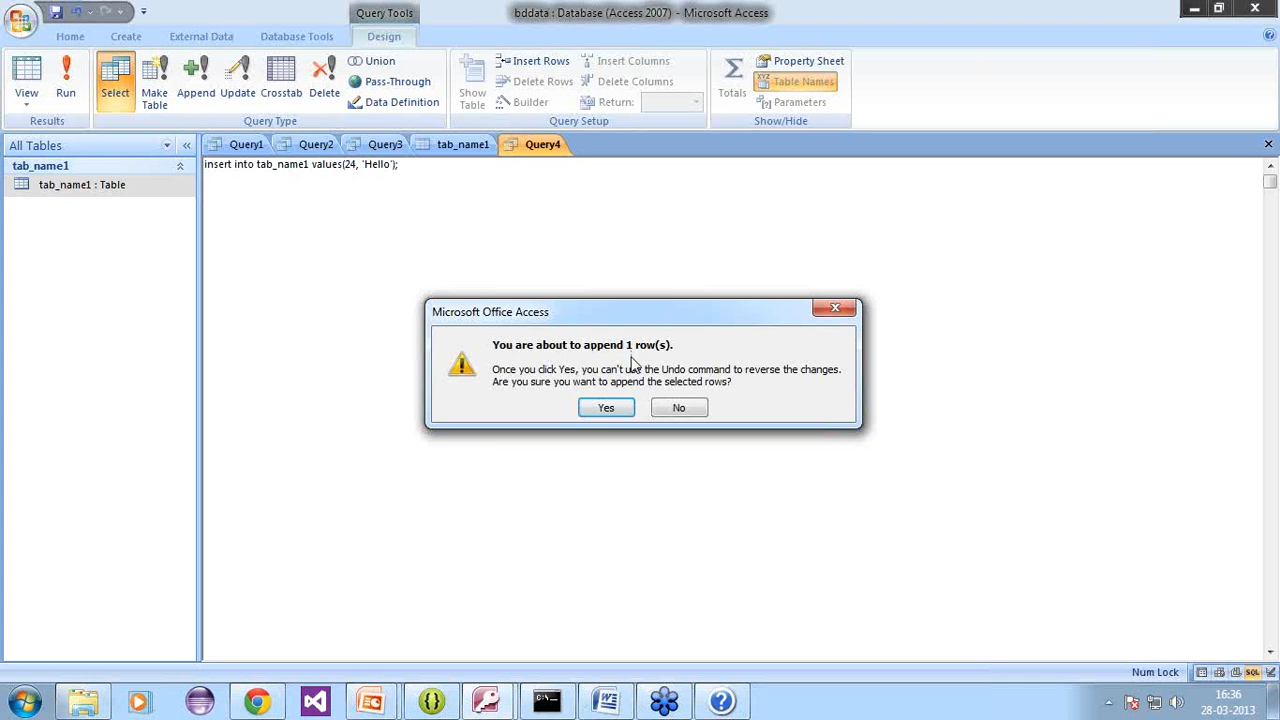 Query Tools
bddata : Database (Access 2007) - Microsoft Access
Home
Create
External Data
Database Tools
Design
View
Run
Select
Make Table
Append
Update
Crosstab
Delete
Union
Pass-Through
Data Definition
Show Table
Insert Rows
Delete Rows
Builder
Insert Columns
Delete Columns
Return:
Totals
Property Sheet
XYZ
Table Names
Parameters
Results
Query Type
Query Setup
Show/Hide
All Tables
Query1
Query2
Query3
tab_name1
Query4
tab_name1
tab_name1 : Table
insert into tab_name1 values(24, 'Hello');
Microsoft Office Access
You are about to append 1 row(s).
Once you click Yes, you can't use the Undo command to reverse the changes.
Are you sure you want to append the selected rows?
Yes
No
Num Lock
SQL
16:36
28-03-2013